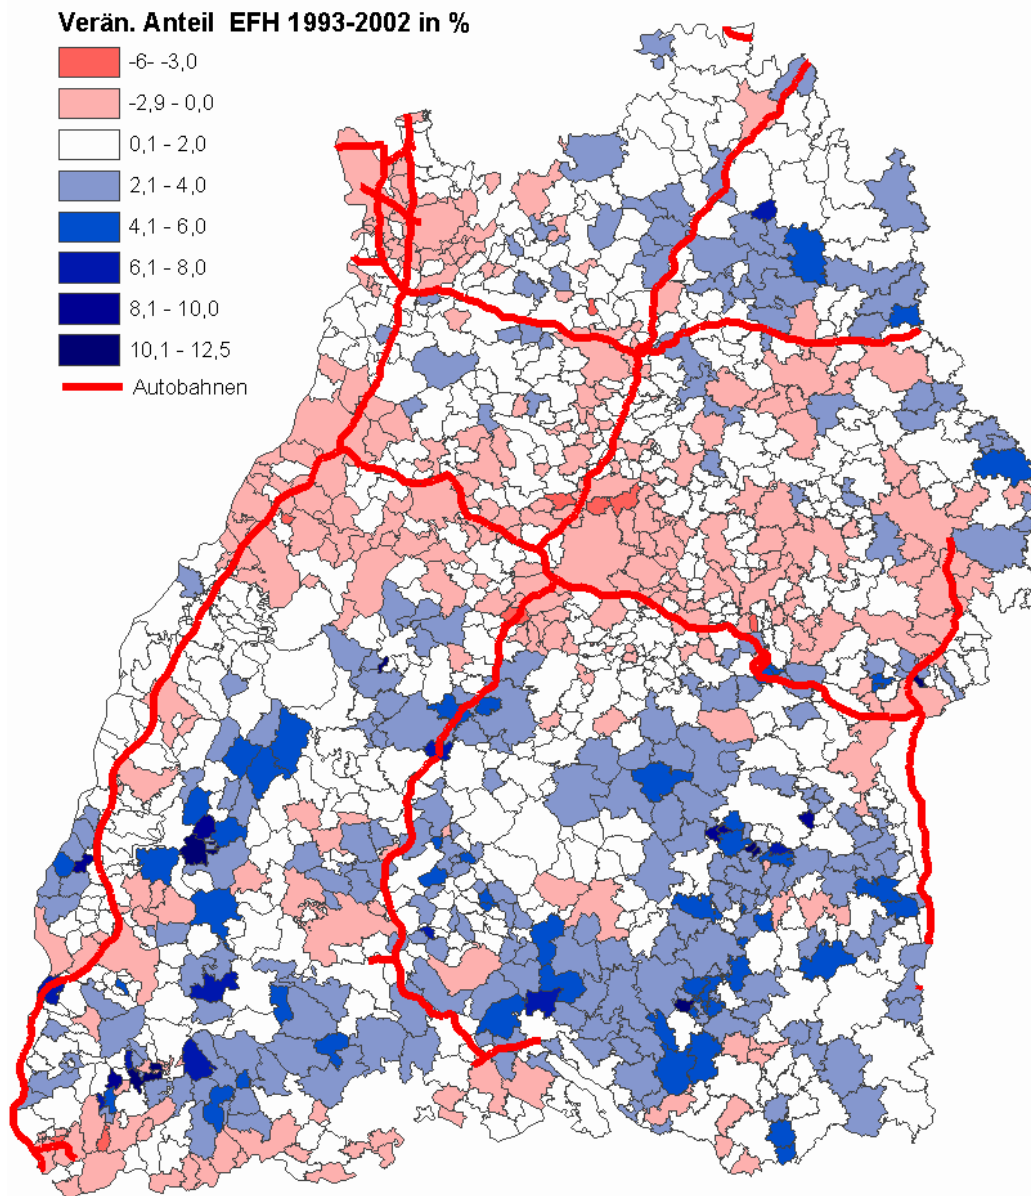 Verän. Anteil EFH 1993-2002 in %
-6- -3,0
-2,9 - 0,0
0,1 - 2,0
2,1 - 4,0
4,1 - 6,0
6,1 - 8,0
8,1 - 10,0
10,1 - 12,5
Autobahnen